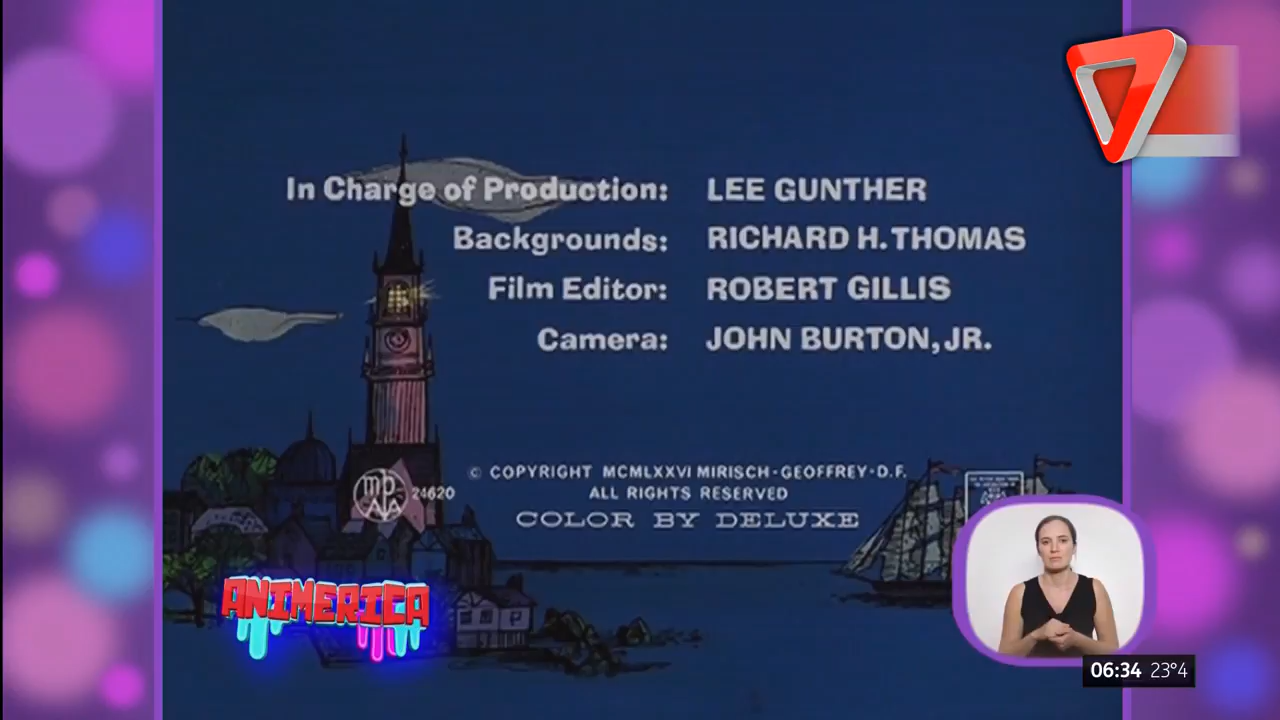 In Charge of Production: LEE GUNTHER
Backgrounds: RICHARD H. THOMAS
Film Editor: ROBERT GILLIS
Camera: JOHN BURTON, JR.
© COPYRIGHT MCMLXXVI MIRISCH-GEOFFREY-D.F.
mpaa 24620
ALL RIGHTS RESERVED
COLOR BY DELUXE
ANIMERICA
P
06:34 23°4